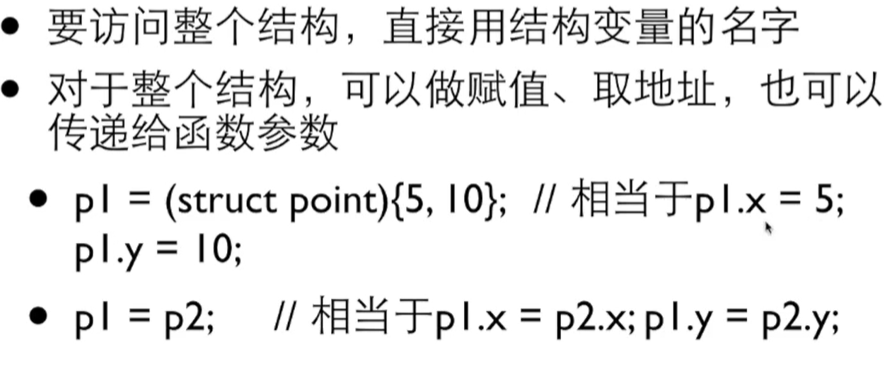 • 要访问整个结构，直接用结构变量的名字
• 对于整个结构，可以做赋值、取地址，也可以
传递给函数参数
• p1 = (struct point){5, 10};  // 相当于p1.x = 5;
p1.y = 10;
• p1 = p2;    // 相当于p1.x = p2.x; p1.y = p2.y;